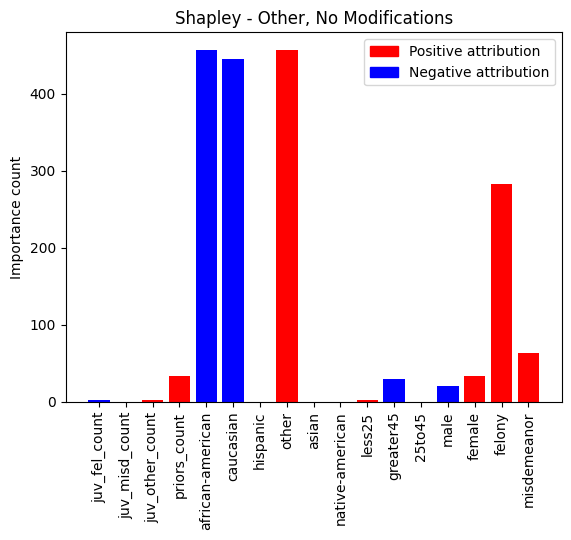 Shapley - Other, No Modifications
Positive attribution
Negative attribution
Importance count
400
300
200
100
0
juv_fel_count
juv_misd_count
juv_other_count
priors_count
african-american
caucasian
hispanic
other
asian
native-american
less25
greater45
25to45
male
female
felony
misdemeanor